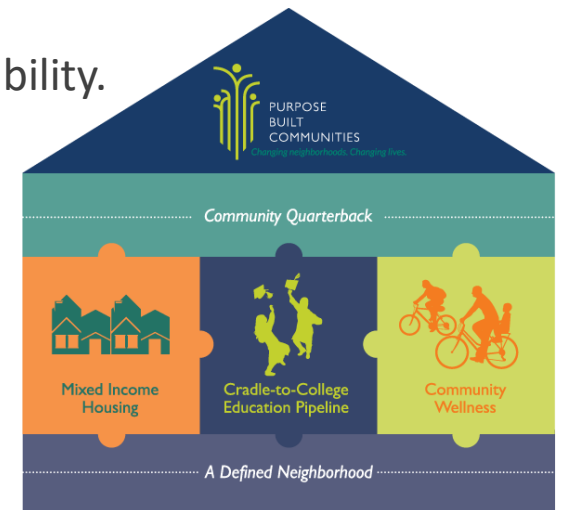 bility.
PURPOSE
BUILT
COMMUNITIES
Changing neighborhoods. Changing lives.
Community Quarterback
Mixed Income
Housing
Cradle-to-College
Education Pipeline
Community
Wellness
A Defined Neighborhood